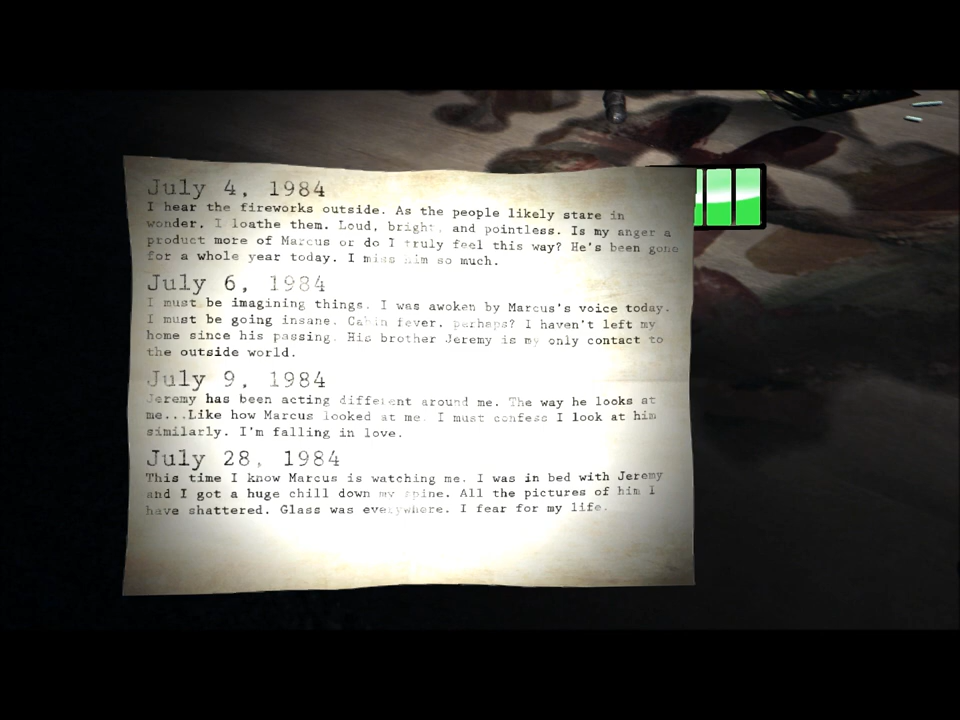 July 4, 1984
I hear the fireworks outside. As the people likely stare in
wonder, I loathe them. Loud, bright, and pointless. Is my anger a
product more of Marcus or do I truly feel this way? He's been gone
for a whole year today. I miss him so much.
July 6, 1984
I must be imagining things. I was awoken by Marcus's voice today.
I must be going insane. Cabin fever, perhaps? I haven't left my
home since his passing. His brother Jeremy is my only contact to
the outside world.
July 9, 1984
Jeremy has been acting different around me. The way he looks at
me...Like how Marcus looked at me. I must confess I look at him
similarly. I'm falling in love.
July 28, 1984
This time I know Marcus is watching me. I was in bed with Jeremy
and I got a huge chill down my spine. All the pictures of him I
have shattered. Glass was everywhere. I fear for my life.